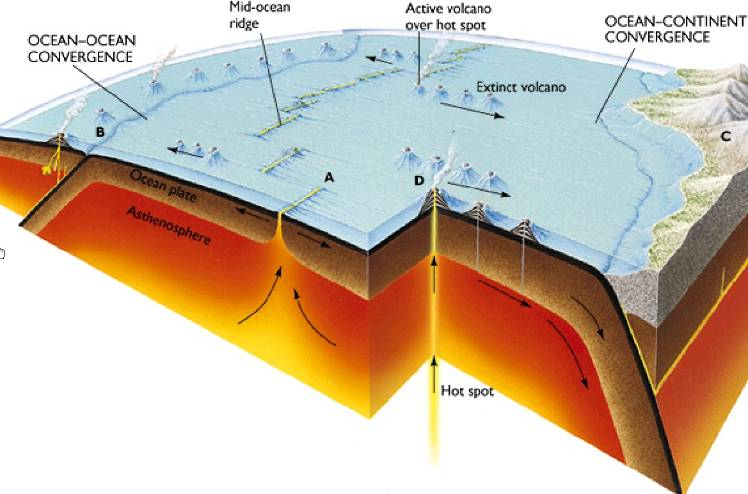 Mid-ocean
ridge
Active volcano
over hot spot
OCEAN–CONTINENT
CONVERGENCE
OCEAN–OCEAN
CONVERGENCE
Extinct volcano
B
C
A
D
Ocean plate
Asthenosphere
Hot spot